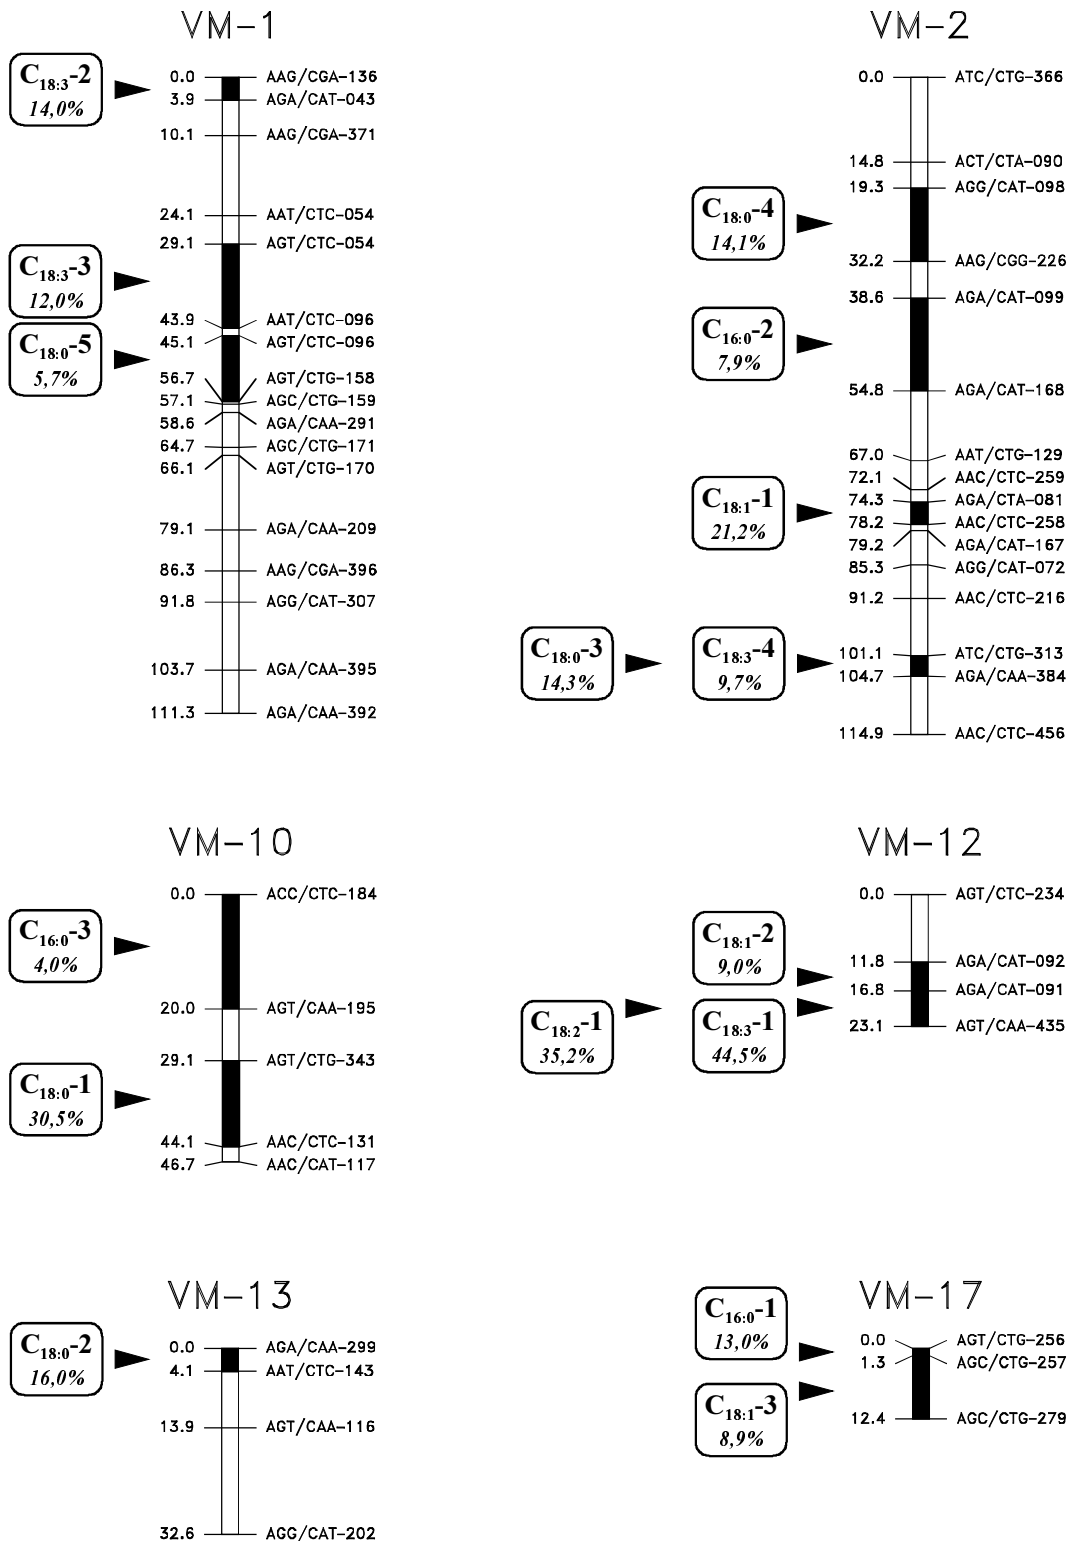 VM-1
C18:3-2
14,0%
0.0 AAG/CGA-136
3.9 AGA/CAT-043
10.1 AAG/CGA-371
24.1 AAT/CTC-054
29.1 AGT/CTC-054
C18:3-3
12,0%
43.9 AAT/CTC-096
45.1 AGT/CTC-096
C18:0-5
5,7%
56.7 AGT/CTG-158
57.1 AGC/CTG-159
58.6 AGA/CAA-291
64.7 AGC/CTG-171
66.1 AGT/CTG-170
79.1 AGA/CAA-209
86.3 AAG/CGA-396
91.8 AGG/CAT-307
103.7 AGA/CAA-395
111.3 AGA/CAA-392
VM-2
0.0 ATC/CTG-366
14.8 ACT/CTA-090
19.3 AGG/CAT-098
C18:0-4
14,1%
32.2 AAG/CGG-226
38.6 AGA/CAT-099
C16:0-2
7,9%
54.8 AGA/CAT-168
67.0 AAT/CTG-129
72.1 AAC/CTC-259
74.3 AGA/CTA-081
C18:1-1
21,2%
78.2 AAC/CTC-258
79.2 AGA/CAT-167
85.3 AGG/CAT-072
91.2 AAC/CTC-216
101.1 ATC/CTG-313
C18:0-3
14,3%
C18:3-4
9,7%
104.7 AGA/CAA-384
114.9 AAC/CTC-456
VM-10
0.0 ACC/CTC-184
C16:0-3
4,0%
20.0 AGT/CAA-195
29.1 AGT/CTG-343
C18:0-1
30,5%
44.1 AAC/CTC-131
46.7 AAC/CAT-117
VM-12
0.0 AGT/CTC-234
C18:1-2
9,0%
11.8 AGA/CAT-092
16.8 AGA/CAT-091
C18:2-1
35,2%
C18:3-1
44,5%
23.1 AGT/CAA-435
VM-13
C18:0-2
16,0%
0.0 AGA/CAA-299
4.1 AAT/CTC-143
13.9 AGT/CAA-116
32.6 AGG/CAT-202
VM-17
C16:0-1
13,0%
0.0 AGT/CTG-256
1.3 AGC/CTG-257
C18:1-3
8,9%
12.4 AGC/CTG-279